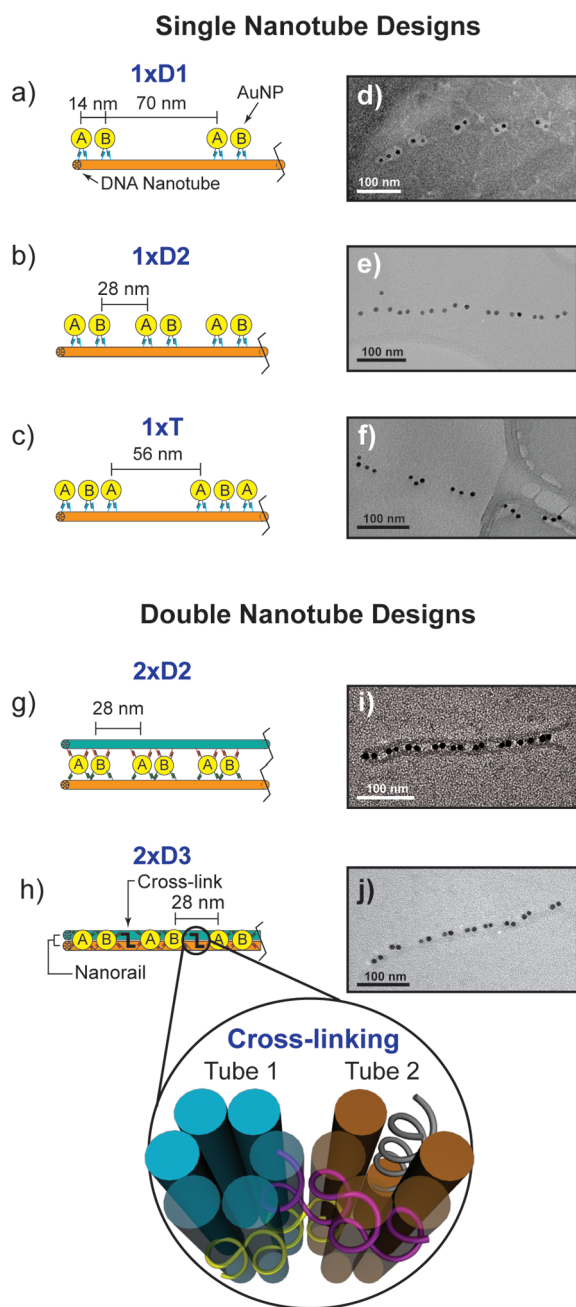 Single Nanotube Designs
a)
1xD1
14 nm
70 nm
AuNP
A B A B
DNA Nanotube
d)
100 nm
b)
1xD2
28 nm
A B A B A B
e)
100 nm
c)
1xT
56 nm
A B A A B A
f)
100 nm
Double Nanotube Designs
g)
2xD2
28 nm
A B A B A B
i)
100 nm
h)
2xD3
Cross-link
28 nm
A B A B A B
Nanorail
j)
100 nm
Cross-linking
Tube 1 Tube 2